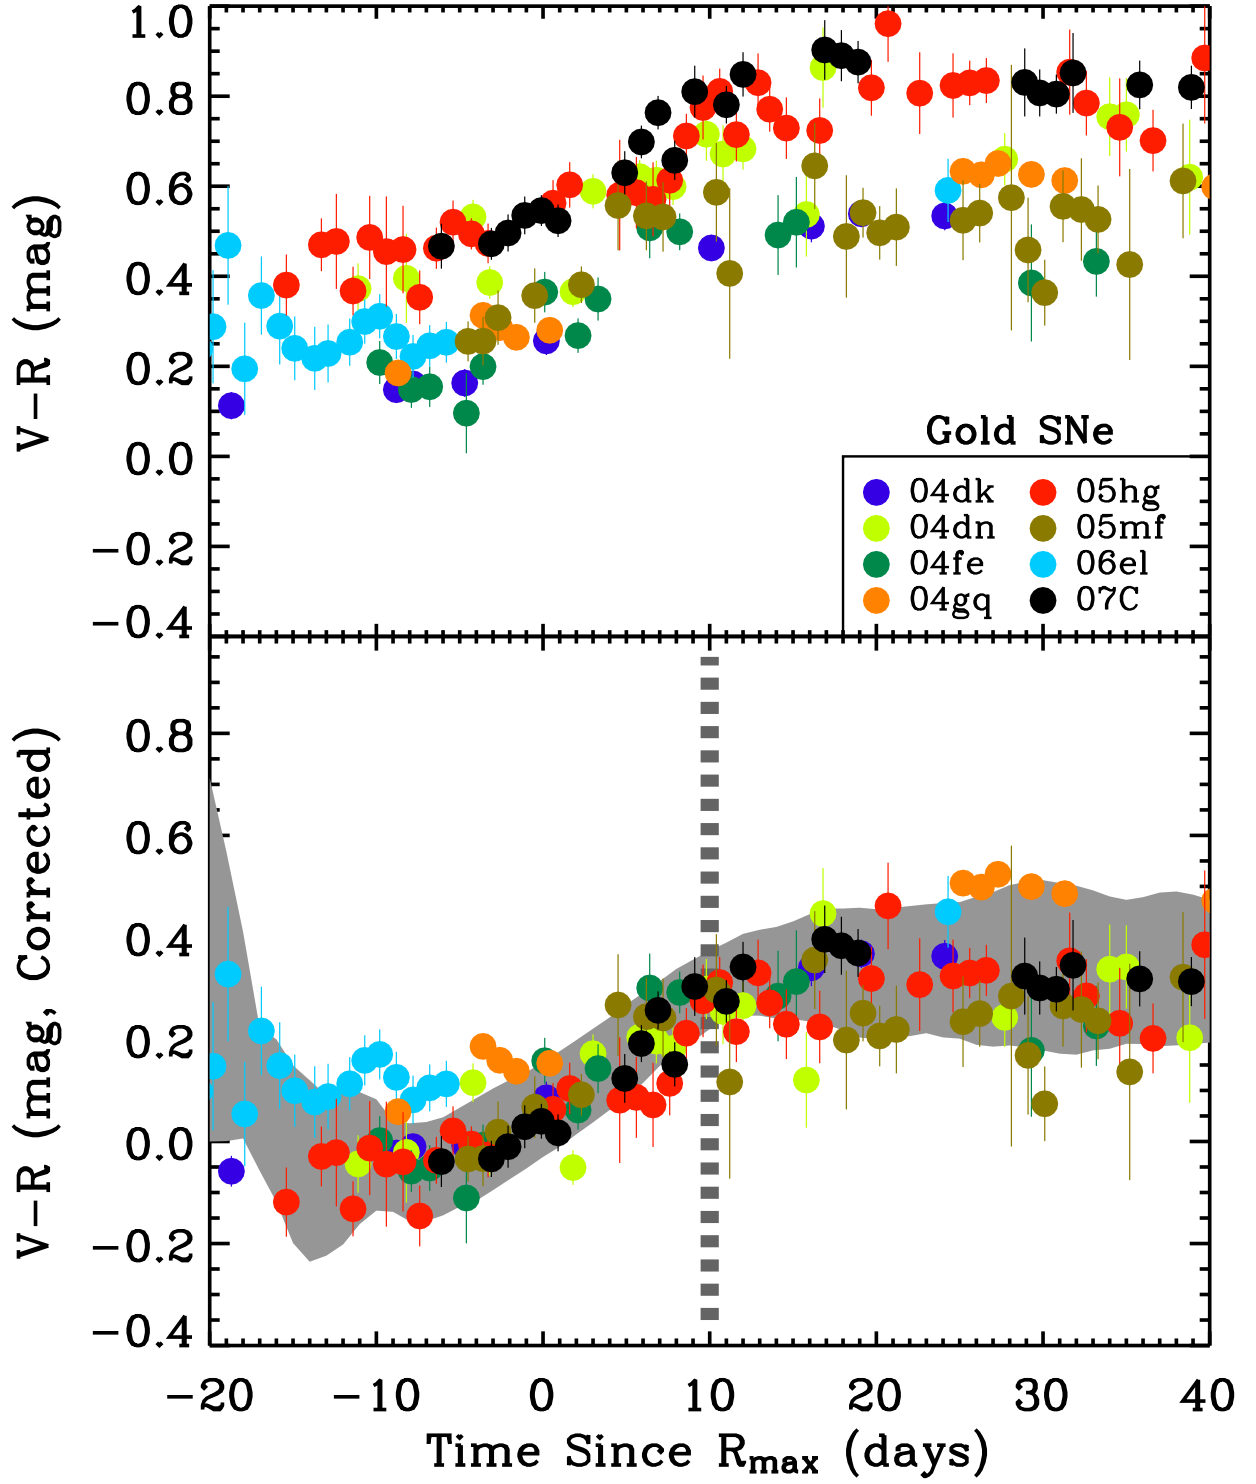 1.0
0.8
0.6
0.4
0.2
0.0
−0.2
−0.4
V−R (mag)
Gold SNe
04dk 05hg
04dn 05mf
04fe 06el
04gq 07C
0.8
0.6
0.4
0.2
0.0
−0.2
−0.4
V−R (mag, Corrected)
−20 −10 0 10 20 30 40
Time Since Rmax (days)